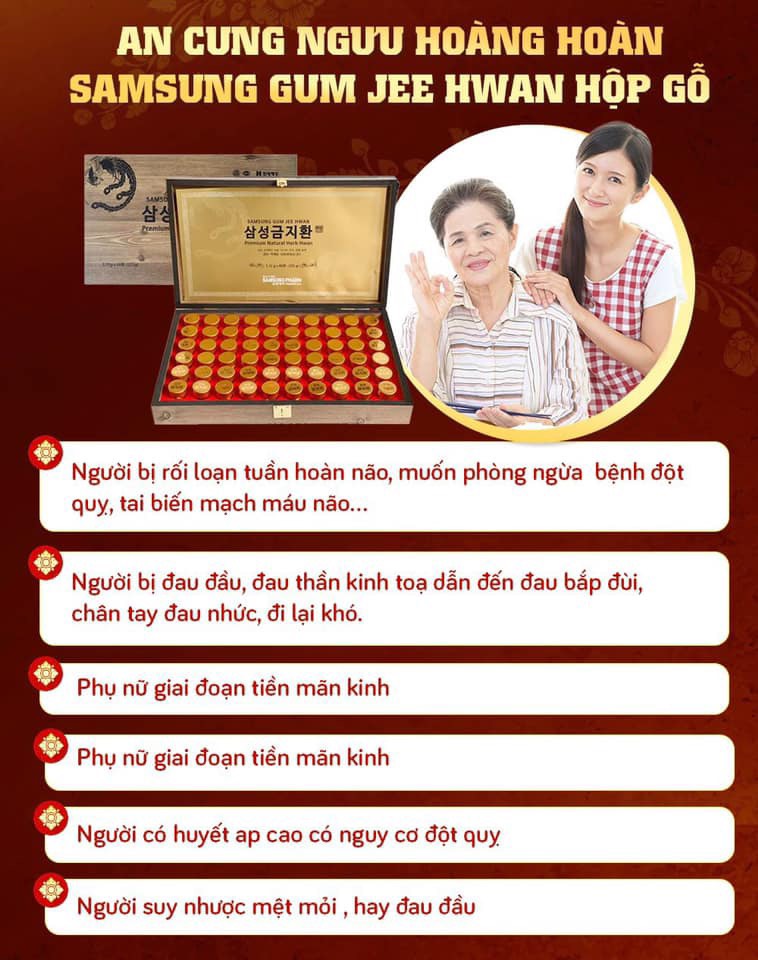 AN CUNG NGƯU HOÀNG HOÀN
SAMSUNG GUM JEE HWAN HỘP GỖ
SAMSUNG GUM JEE HWAN
삼성금지환
Premium Natural Herb Hwan
SAMSUNG PHARM
Người bị rối loạn tuần hoàn não, muốn phòng ngừa bệnh đột
quỵ, tai biến mạch máu não...
Người bị đau đầu, đau thần kinh toạ dẫn đến đau bắp đùi,
chân tay đau nhức, đi lại khó.
Phụ nữ giai đoạn tiền mãn kinh
Phụ nữ giai đoạn tiền mãn kinh
Người có huyết ap cao có nguy cơ đột quỵ
Người suy nhược mệt mỏi , hay đau đầu